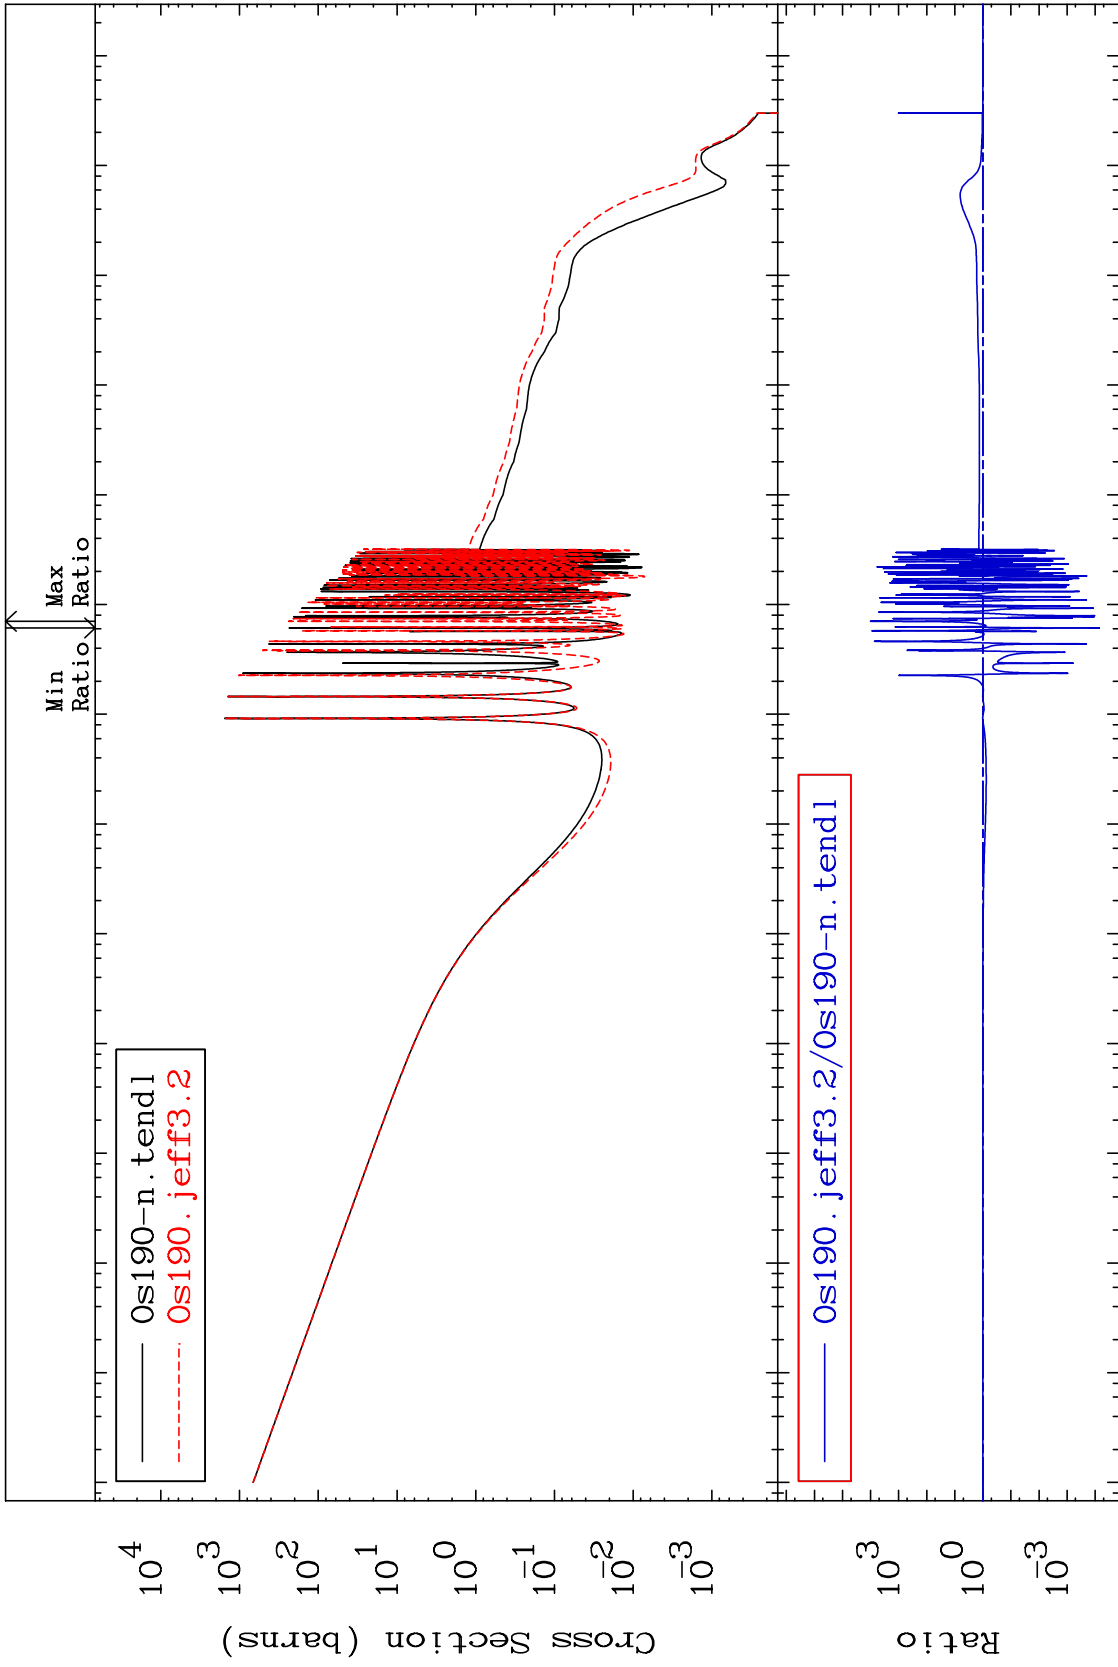 Min
Ratio
Max
Ratio
Os190-n.tendl
Os190.jeff3.2
10^4
10^3
10^2
10^1
10^0
10^-1
10^-2
10^-3
Cross Section (barns)
Os190.jeff3.2/Os190-n.tendl
10^3
10^0
10^-3
Ratio